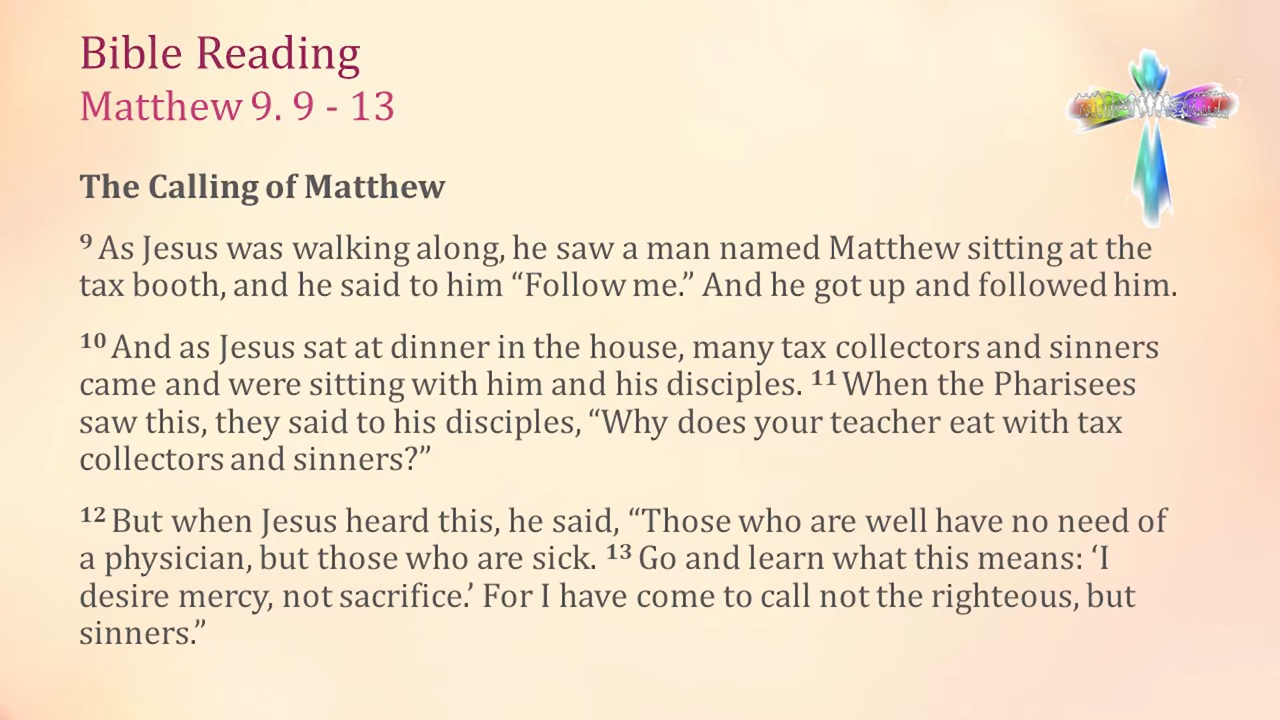 Bible Reading
Matthew 9. 9 - 13
The Calling of Matthew
9 As Jesus was walking along, he saw a man named Matthew sitting at the
tax booth, and he said to him “Follow me.” And he got up and followed him.
10 And as Jesus sat at dinner in the house, many tax collectors and sinners
came and were sitting with him and his disciples. 11 When the Pharisees
saw this, they said to his disciples, “Why does your teacher eat with tax
collectors and sinners?”
12 But when Jesus heard this, he said, “Those who are well have no need of
a physician, but those who are sick. 13 Go and learn what this means: ‘I
desire mercy, not sacrifice.’ For I have come to call not the righteous, but
sinners.”